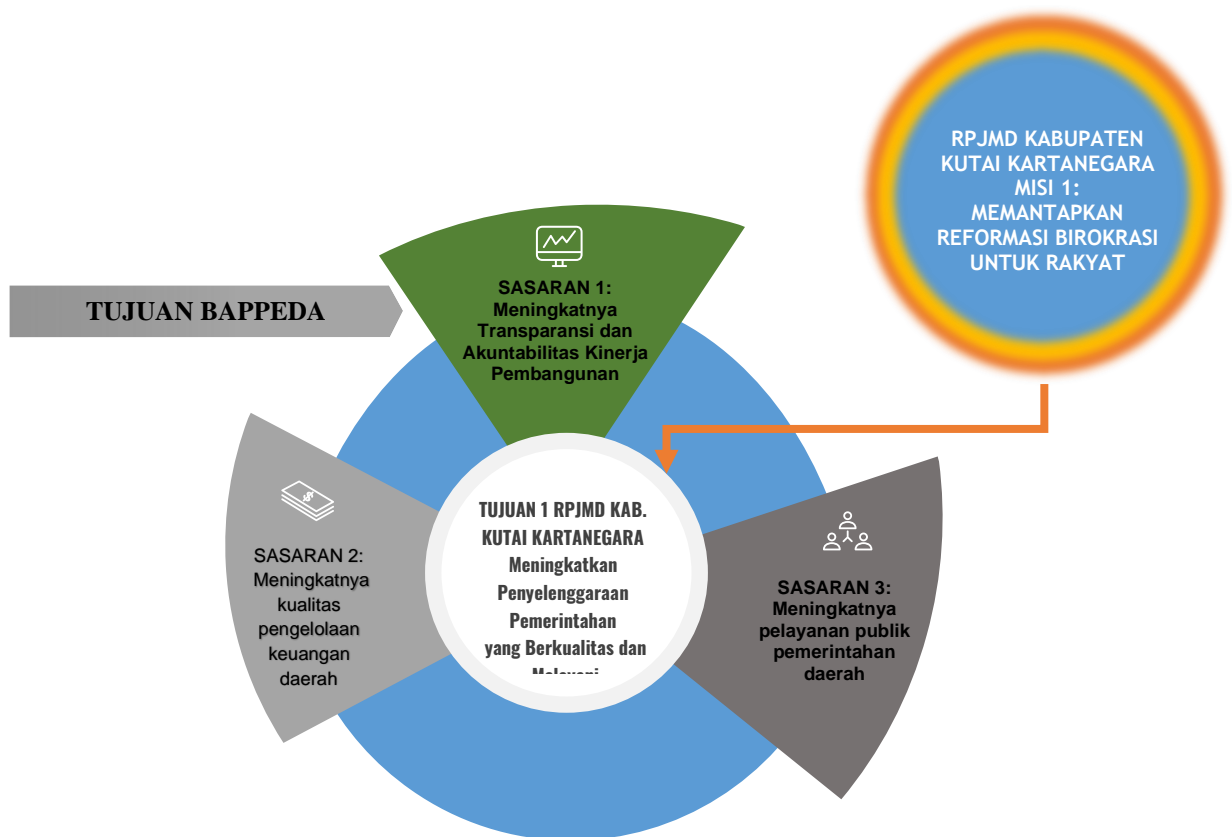 RPJMD KABUPATEN
KUTAI KARTANEGARA
MISI 1:
MEMANTAPKAN
REFORMASI BIROKRASI
UNTUK RAKYAT
TUJUAN BAPPEDA
SASARAN 1:
Meningkatnya
Transparansi dan
Akuntabilitas Kinerja
Pembangunan
SASARAN 2:
Meningkatnya
kualitas
pengelolaan
keuangan
daerah
TUJUAN 1 RPJMD KAB.
KUTAI KARTANEGARA
Meningkatkan
Penyelenggaraan
Pemerintahan
yang Berkualitas dan
SASARAN 3:
Meningkatnya
pelayanan publik
pemerintahan
daerah